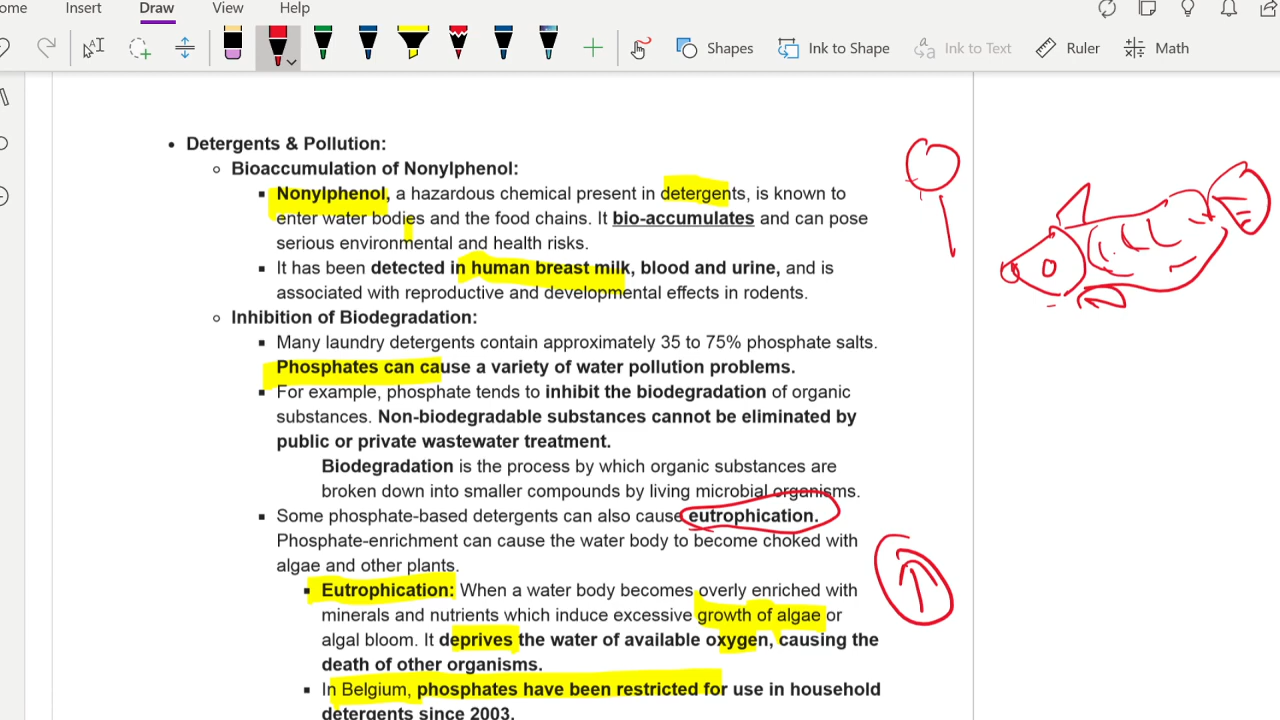 ome Draw Insert View Help
Shapes Ink to Shape Ink to Text Ruler Math
Detergents & Pollution:
Bioaccumulation of Nonylphenol:
Nonylphenol, a hazardous chemical present in detergents, is known to
enter water bodies and the food chains. It bio-accumulates and can pose
serious environmental and health risks.
It has been detected in human breast milk, blood and urine, and is
associated with reproductive and developmental effects in rodents.
Inhibition of Biodegradation:
Many laundry detergents contain approximately 35 to 75% phosphate salts.
Phosphates can cause a variety of water pollution problems.
For example, phosphate tends to inhibit the biodegradation of organic
substances. Non-biodegradable substances cannot be eliminated by
public or private wastewater treatment.
Biodegradation is the process by which organic substances are
broken down into smaller compounds by living microbial organisms.
Some phosphate-based detergents can also cause eutrophication.
Phosphate-enrichment can cause the water body to become choked with
algae and other plants.
Eutrophication: When a water body becomes overly enriched with
minerals and nutrients which induce excessive growth of algae or
algal bloom. It deprives the water of available oxygen, causing the
death of other organisms.
In Belgium, phosphates have been restricted for use in household
detergents since 2003.